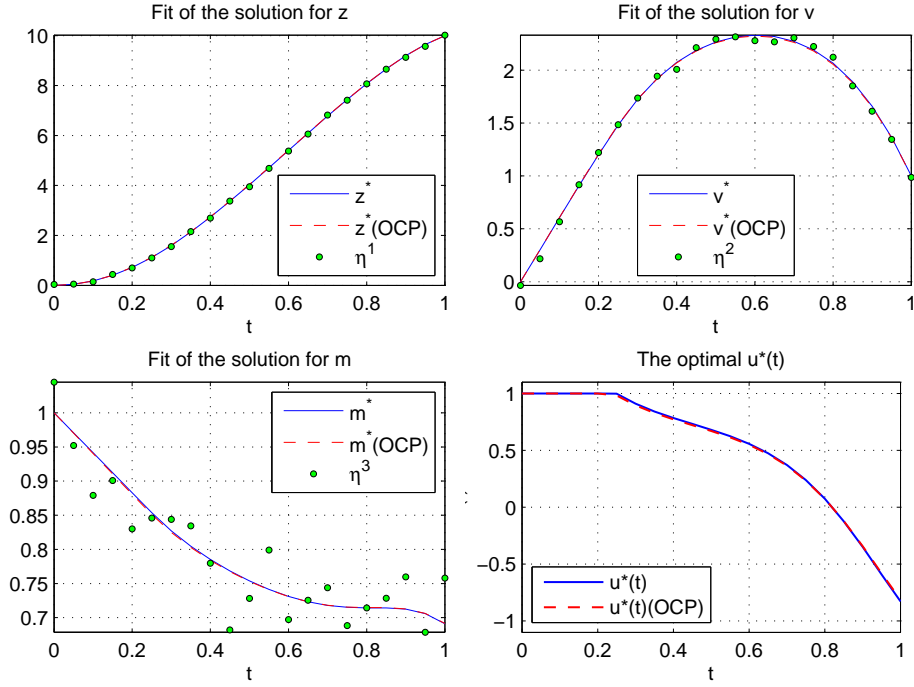 Fit of the solution for z
10
8
6
4
2
0
0
0.2
0.4
0.6
0.8
1
t
z*
z*(OCP)
η¹
Fit of the solution for v
2
1.5
1
0.5
0
0
0.2
0.4
0.6
0.8
1
t
v*
v*(OCP)
η²
Fit of the solution for m
1
0.95
0.9
0.85
0.8
0.75
0.7
0
0.2
0.4
0.6
0.8
1
t
m*
m*(OCP)
η³
The optimal u*(t)
1
0.5
0
−0.5
−1
0
0.2
0.4
0.6
0.8
1
t
u*(t)
u*(t)(OCP)